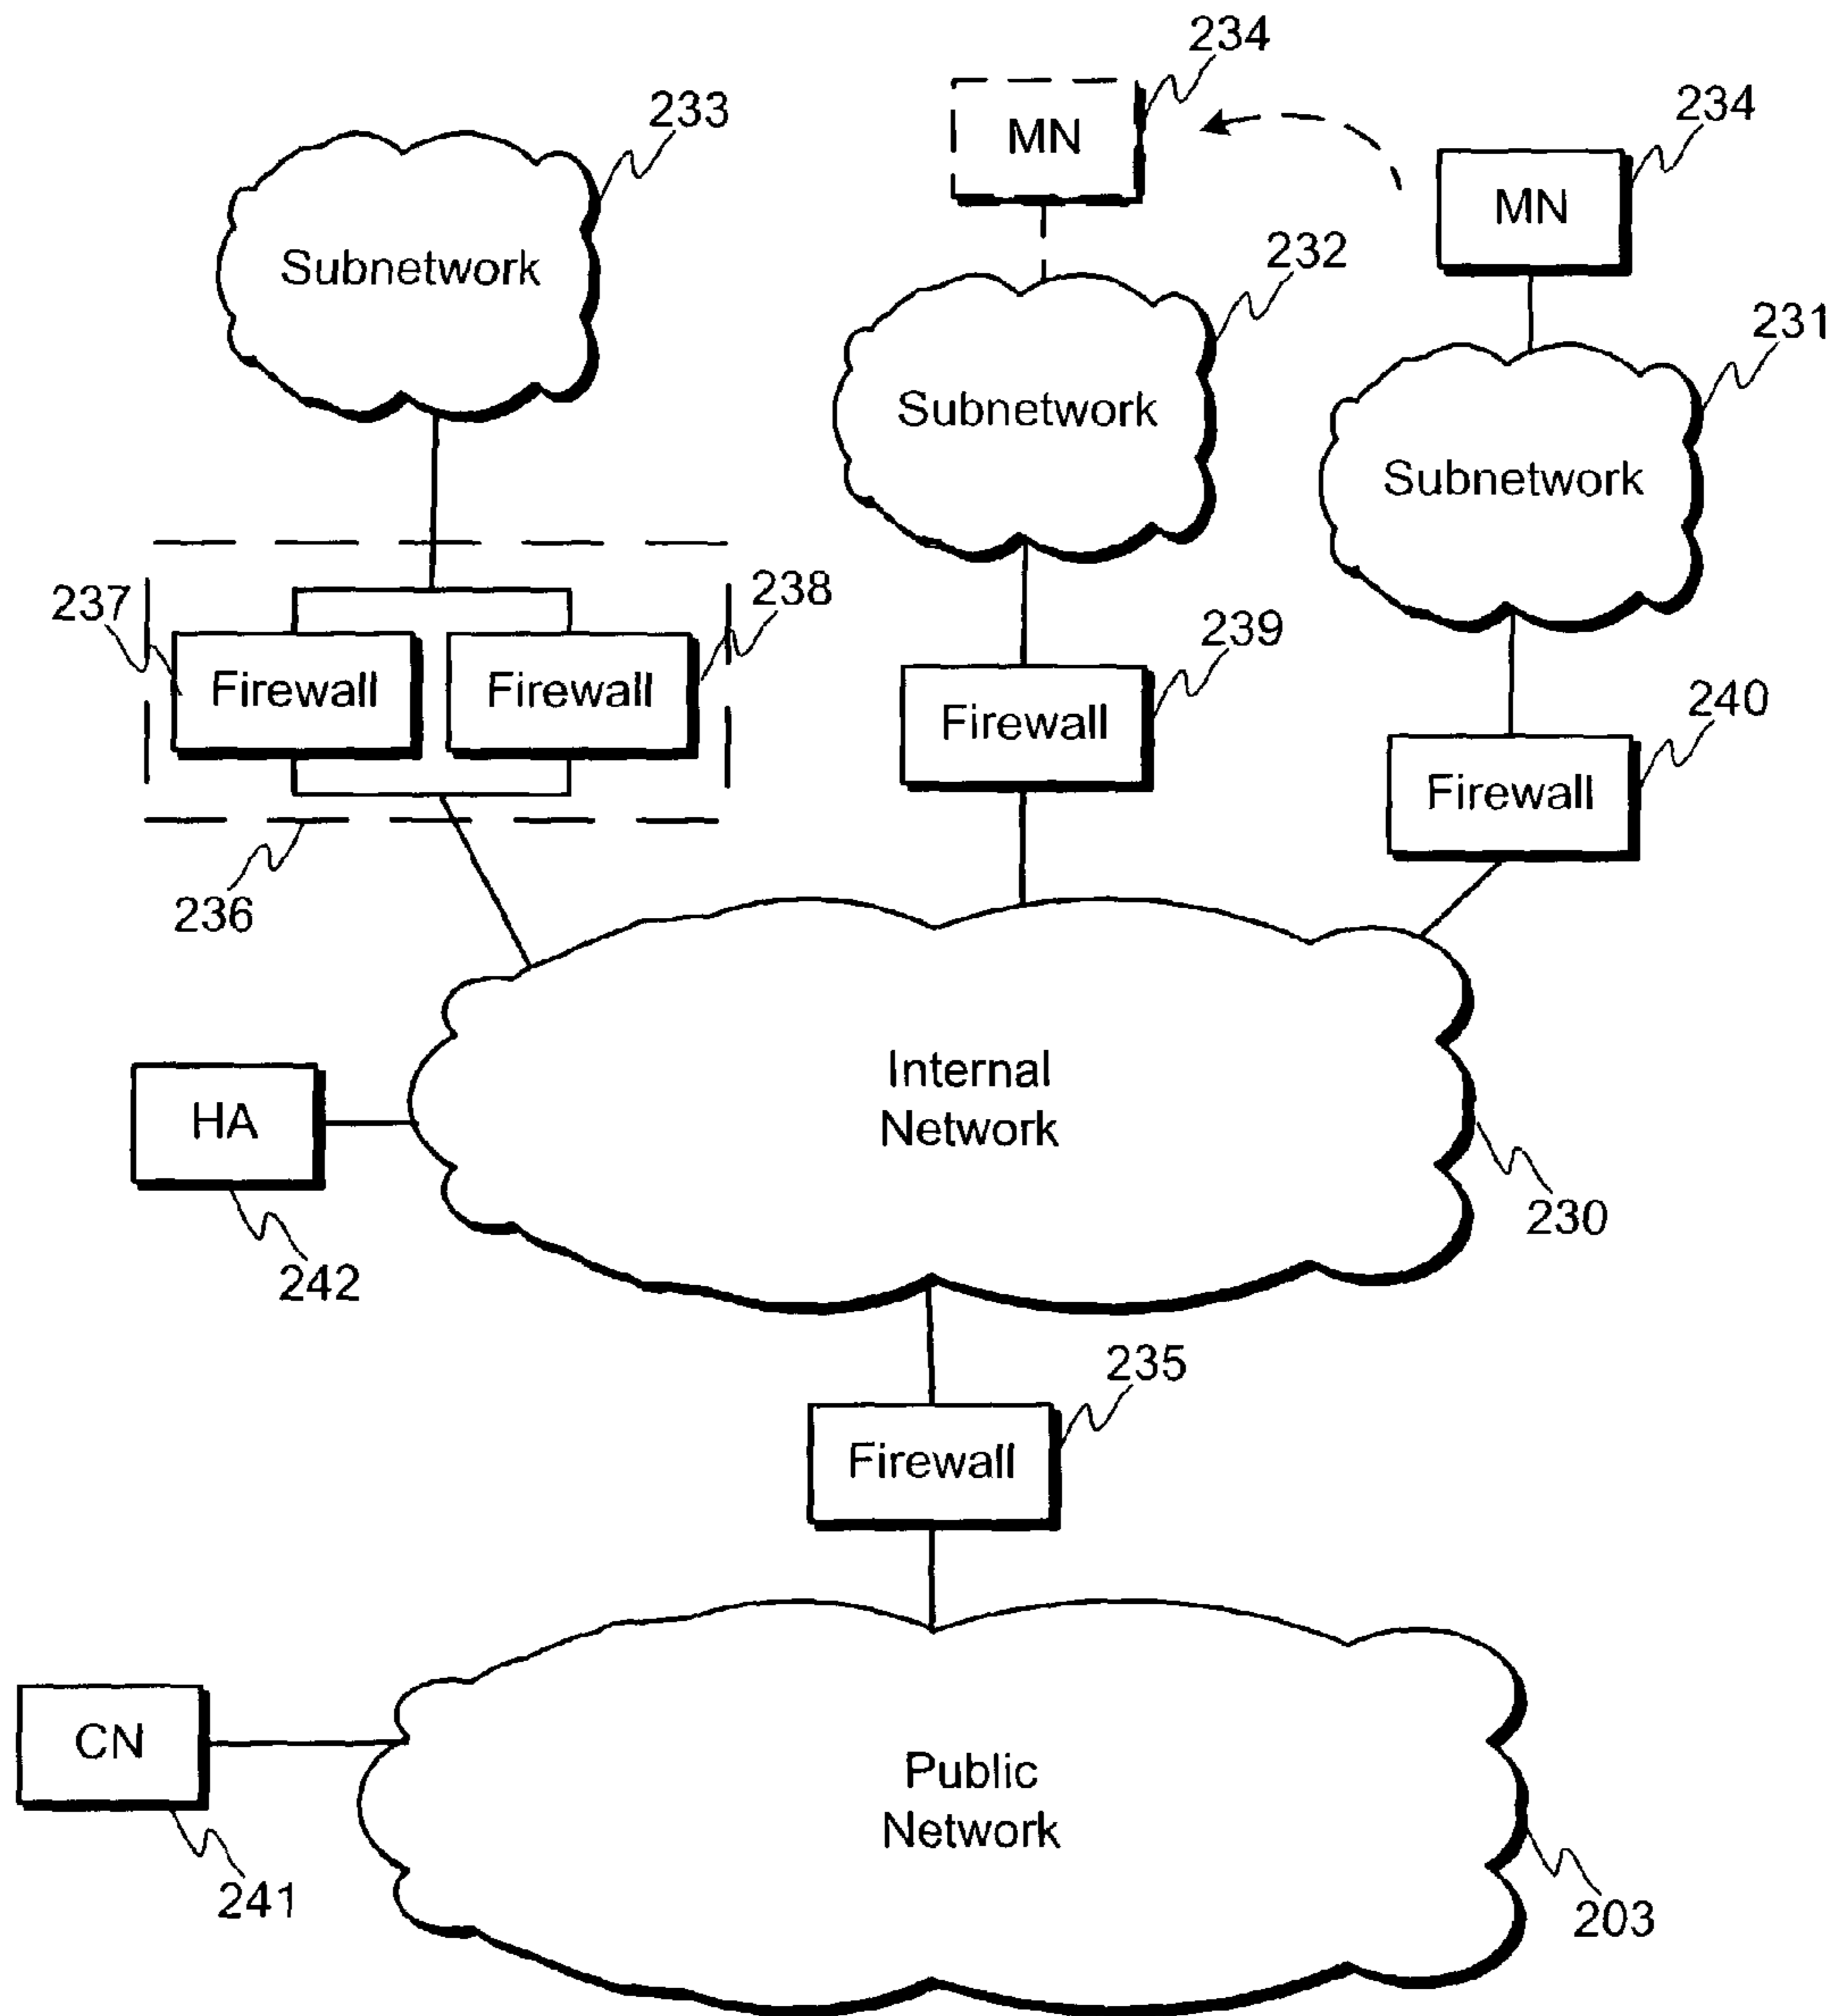 234
233
234
MN
MN
232
Subnetwork
231
Subnetwork
Subnetwork
237
238
239
Firewall
Firewall
240
Firewall
Firewall
236
Internal
Network
HA
230
242
235
Firewall
CN
Public
Network
241
203